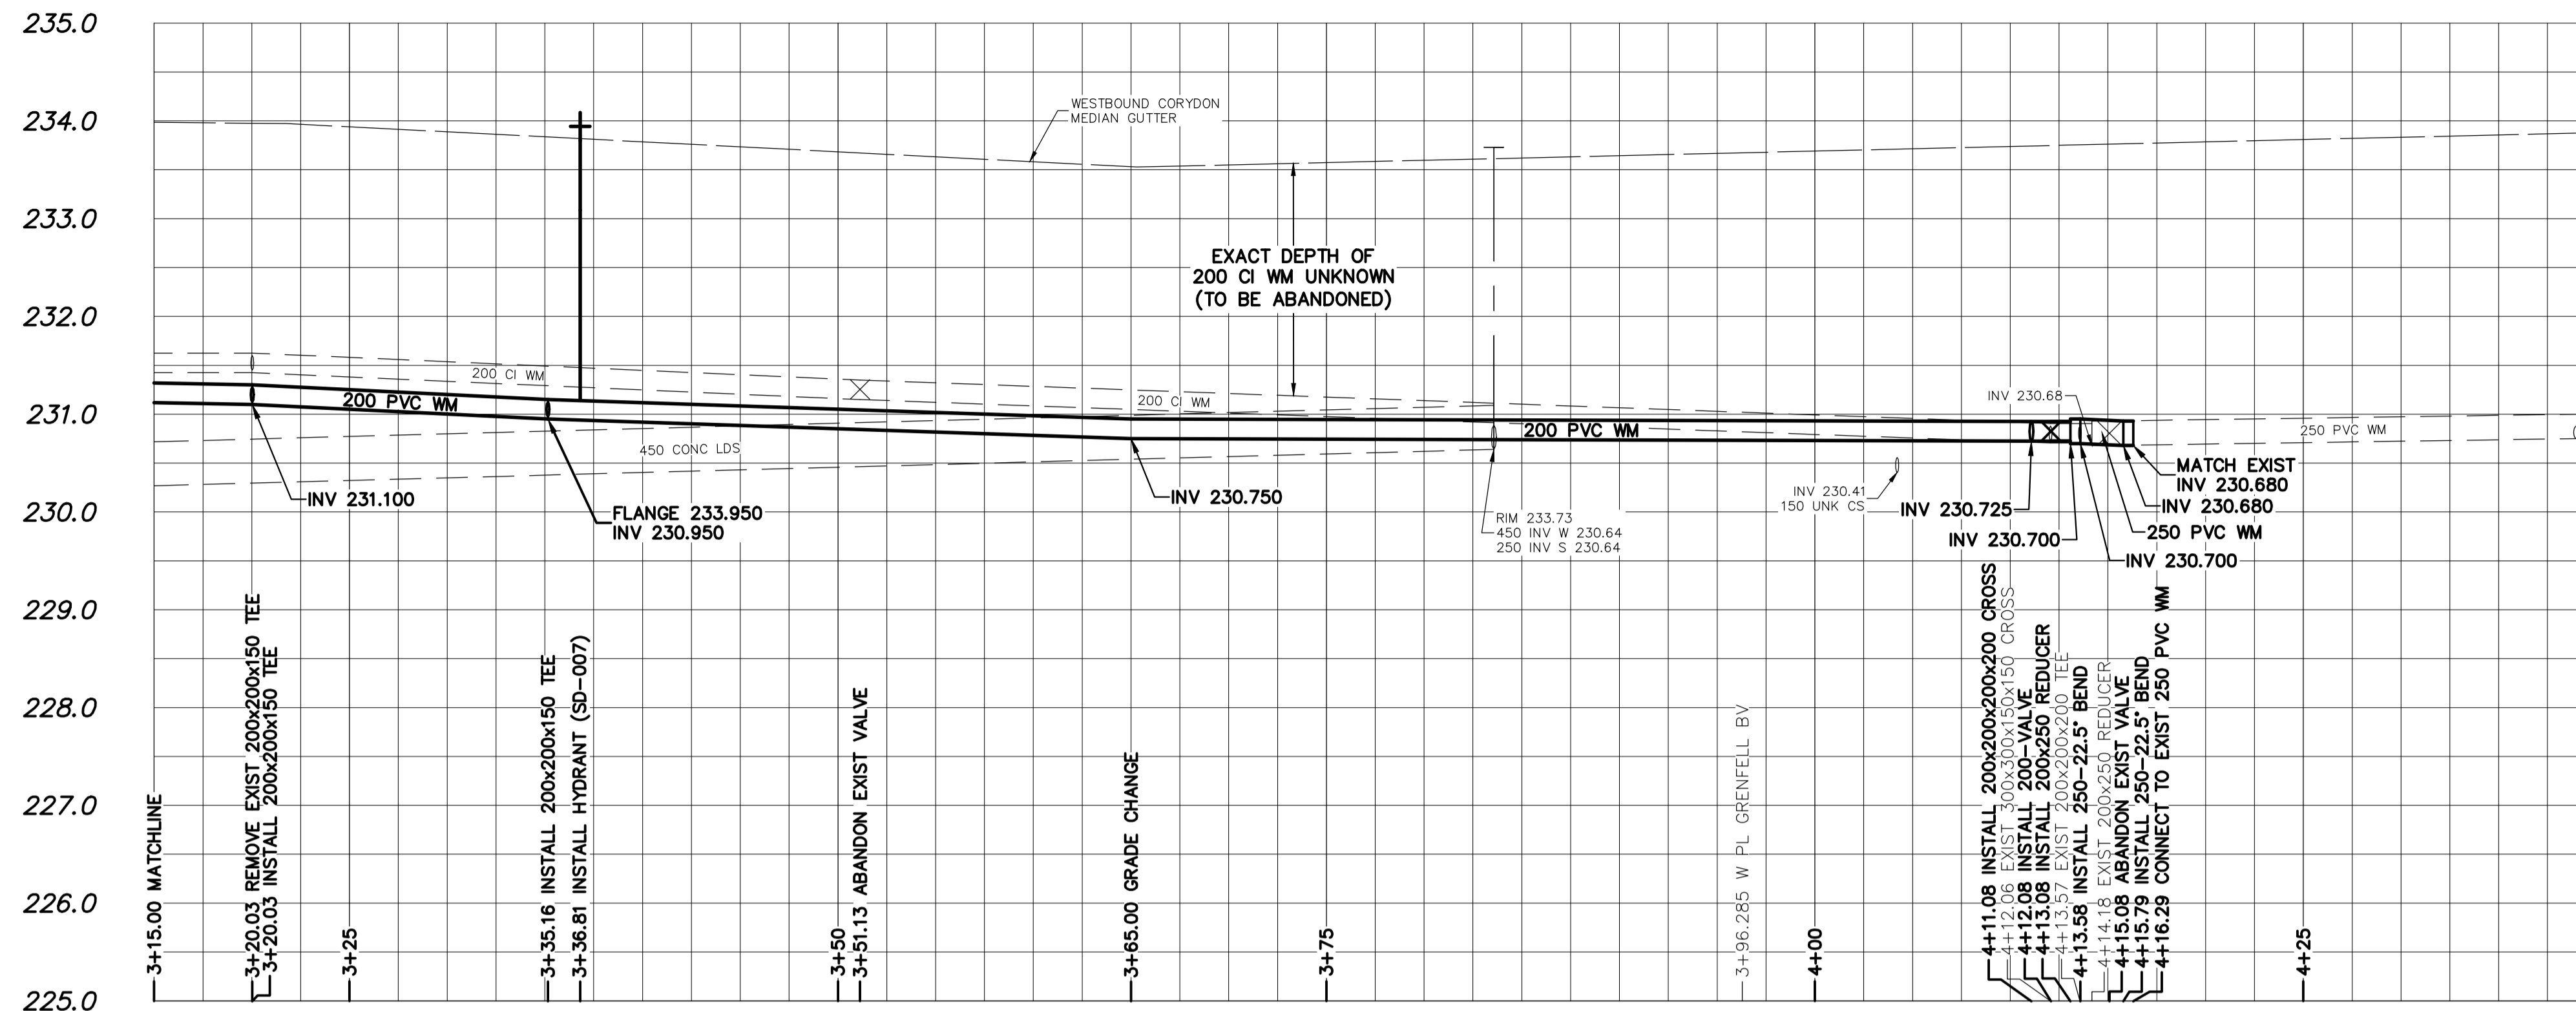 235.0
234.0
233.0
232.0
231.0
230.0
229.0
228.0
227.0
226.0
225.0
WESTBOUND CORYDON
MEDIAN GUTTER
EXACT DEPTH OF
200 CI WM UNKNOWN
(TO BE ABANDONED)
200 CI WM
200 PVC WM
450 CONC LDS
200 CI WM
200 PVC WM
INV 230.68
250 PVC WM
INV 231.100
FLANGE 233.950
INV 230.950
INV 230.750
RIM 233.73
450 INV W 230.64
250 INV S 230.64
INV 230.41
150 UNK CS
INV 230.725
INV 230.700
MATCH EXIST
INV 230.680
INV 230.680
250 PVC WM
INV 230.700
3+15.00 MATCHLINE
3+20.03 REMOVE EXIST 200x200x150 TEE
3+20.03 INSTALL 200x200x150 TEE
3+25
3+35.16 INSTALL 200x200x150 TEE
3+36.81 INSTALL HYDRANT (SD-007)
3+50
3+51.13 ABANDON EXIST VALVE
3+65.00 GRADE CHANGE
3+75
3+96.285 W PL GRENFELL BV
4+00
4+11.08 INSTALL 200x200x200x200 CROSS
4+12.06 EXIST 300x300x150x150 CROSS
4+12.08 INSTALL 200-VALVE
4+13.08 INSTALL 200x250 REDUCER
4+13.57 EXIST 200x200x200 TEE
4+13.58 INSTALL 250-22.5° BEND
4+14.18 EXIST 200x250 REDUCER
4+15.08 ABANDON EXIST VALVE
4+15.79 INSTALL 250-22.5° BEND
4+16.29 CONNECT TO EXIST 250 PVC WM
4+25